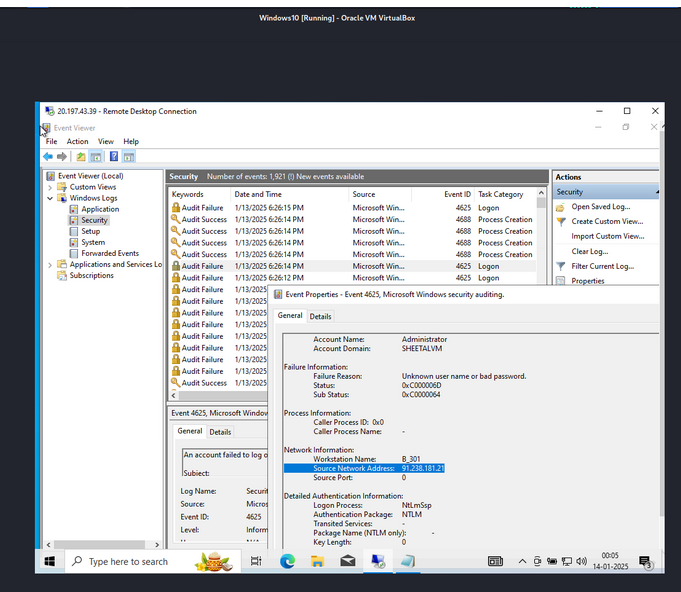 Windows10 [Running] - Oracle VM VirtualBox
20.197.43.39 - Remote Desktop Connection
Event Viewer
File Action View Help
Event Viewer (Local)
Custom Views
Windows Logs
Application
Security
Setup
System
Forwarded Events
Applications and Services Lo
Subscriptions
Security Number of events: 1,921 (!) New events available
Keywords Date and Time Source Event ID Task Category
Audit Failure 1/13/2025 6:26:15 PM Microsoft Win... 4625 Logon
Audit Success 1/13/2025 6:26:14 PM Microsoft Win... 4688 Process Creation
Audit Success 1/13/2025 6:26:14 PM Microsoft Win... 4688 Process Creation
Audit Success 1/13/2025 6:26:14 PM Microsoft Win... 4688 Process Creation
Audit Success 1/13/2025 6:26:14 PM Microsoft Win... 4688 Process Creation
Audit Failure 1/13/2025 6:26:14 PM Microsoft Win... 4625 Logon
Audit Failure 1/13/2025 6:26:12 PM Microsoft Win... 4625 Logon
Audit Failure 1/13/2025
Audit Success 1/13/2025
Audit Failure 1/13/2025
Audit Failure 1/13/2025
Audit Failure 1/13/2025
Audit Failure 1/13/2025
Audit Failure 1/13/2025
Audit Failure 1/13/2025
Audit Success 1/13/2025
Event 4625, Microsoft Window
General Details
An account failed to log o
Subject:
Log Name: Securit
Source: Micros
Event ID: 4625
Level: Inform
Actions
Security
Open Saved Log...
Create Custom View...
Import Custom View...
Clear Log...
Filter Current Log...
Properties
Event Properties - Event 4625, Microsoft Windows security auditing.
General Details
Account Name: Administrator
Account Domain: SHEETALVM
Failure Information:
Failure Reason: Unknown user name or bad password.
Status: 0xC000006D
Sub Status: 0xC0000064
Process Information:
Caller Process ID: 0x0
Caller Process Name: -
Network Information:
Workstation Name: B_301
Source Network Address: 91.238.181.21
Source Port: 0
Detailed Authentication Information:
Logon Process: NtLmSsp
Authentication Package: NTLM
Transited Services: -
Package Name (NTLM only): -
Key Length: 0
Type here to search
00:05
14-01-2025
3